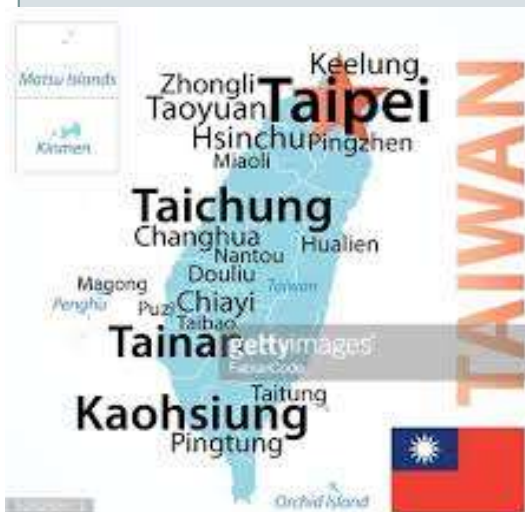 Keelung
Matsu Islands
Zhongli
Taipei
Taoyuan
Kinmen
Hsinchu
Pingzhen
Miaoli
TAIWAN
Taichung
Changhua
Hualien
Nantou
Douliu
Magong
Taiwan
Penghu
Puzi
Chiayi
Taibao
Tainan
gettyimages®
FabianCode
Taitung
Kaohsiung
Pingtung
Orchid Island